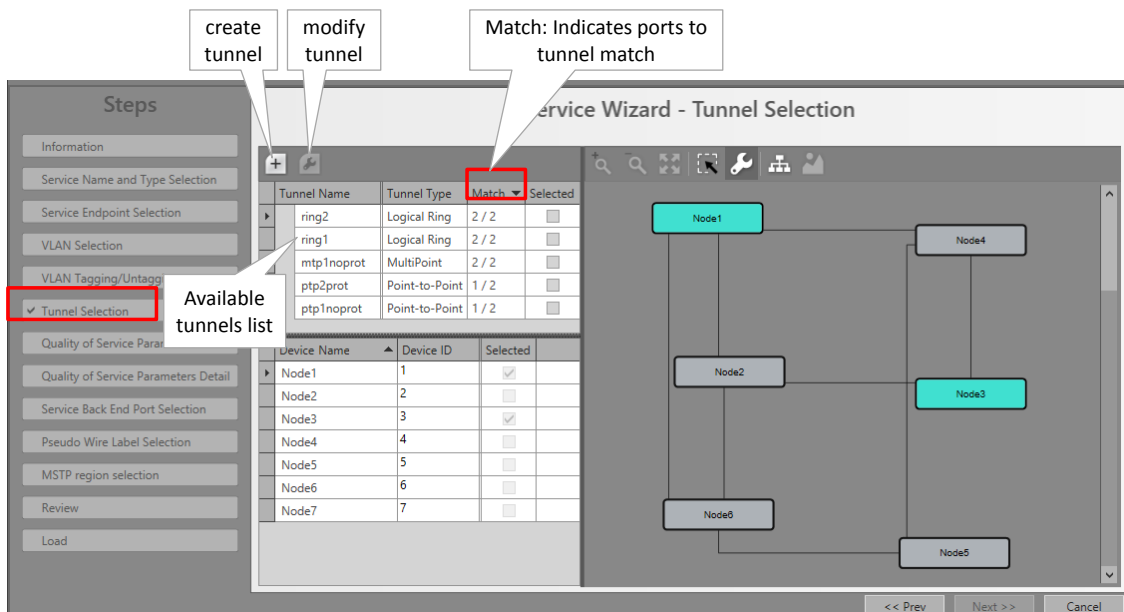 create
tunnel
modify
tunnel
Match: Indicates ports to
tunnel match
Steps
ervice Wizard - Tunnel Selection
Information
Service Name and Type Selection
Service Endpoint Selection
VLAN Selection
VLAN Tagging/Untagg
Tunnel Selection
Quality of Service Para
Quality of Service Parameters Detail
Service Back End Port Selection
Pseudo Wire Label Selection
MSTP region selection
Review
Load
Available
tunnels list
Tunnel Name Tunnel Type Match Selected
ring2 Logical Ring 2 / 2
ring1 Logical Ring 2 / 2
mtp1noprot MultiPoint 2 / 2
ptp2prot Point-to-Point 1 / 2
ptp1noprot Point-to-Point 1 / 2
Device Name Device ID Selected
Node1 1
Node2 2
Node3 3
Node4 4
Node5 5
Node6 6
Node7 7
Node1
Node4
Node2
Node3
Node6
Node5
<< Prev Next >> Cancel